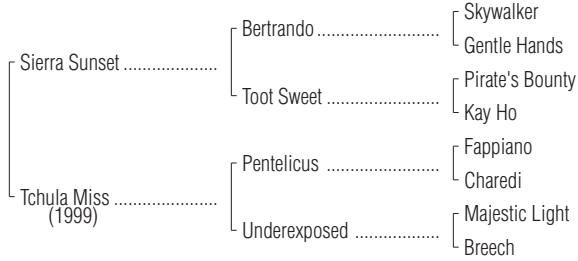 Skywalker
Bertrando ..............................
Gentle Hands
Sierra Sunset ....................
Pirate's Bounty
Toot Sweet ...........................
Kay Ho
Fappiano
Pentelicus ...........................
Charedi
Tchula Miss ......................
(1999)
Majestic Light
Underexposed ....................
Breech